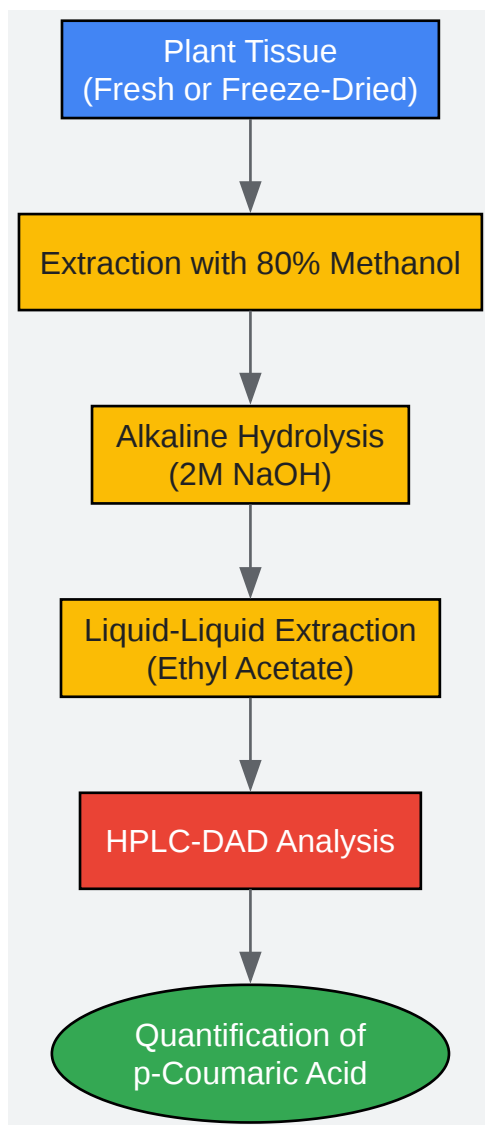 Plant Tissue
(Fresh or Freeze-Dried)
Extraction with 80% Methanol
Alkaline Hydrolysis
(2M NaOH)
Liquid-Liquid Extraction
(Ethyl Acetate)
HPLC-DAD Analysis
Quantification of
p-Coumaric Acid